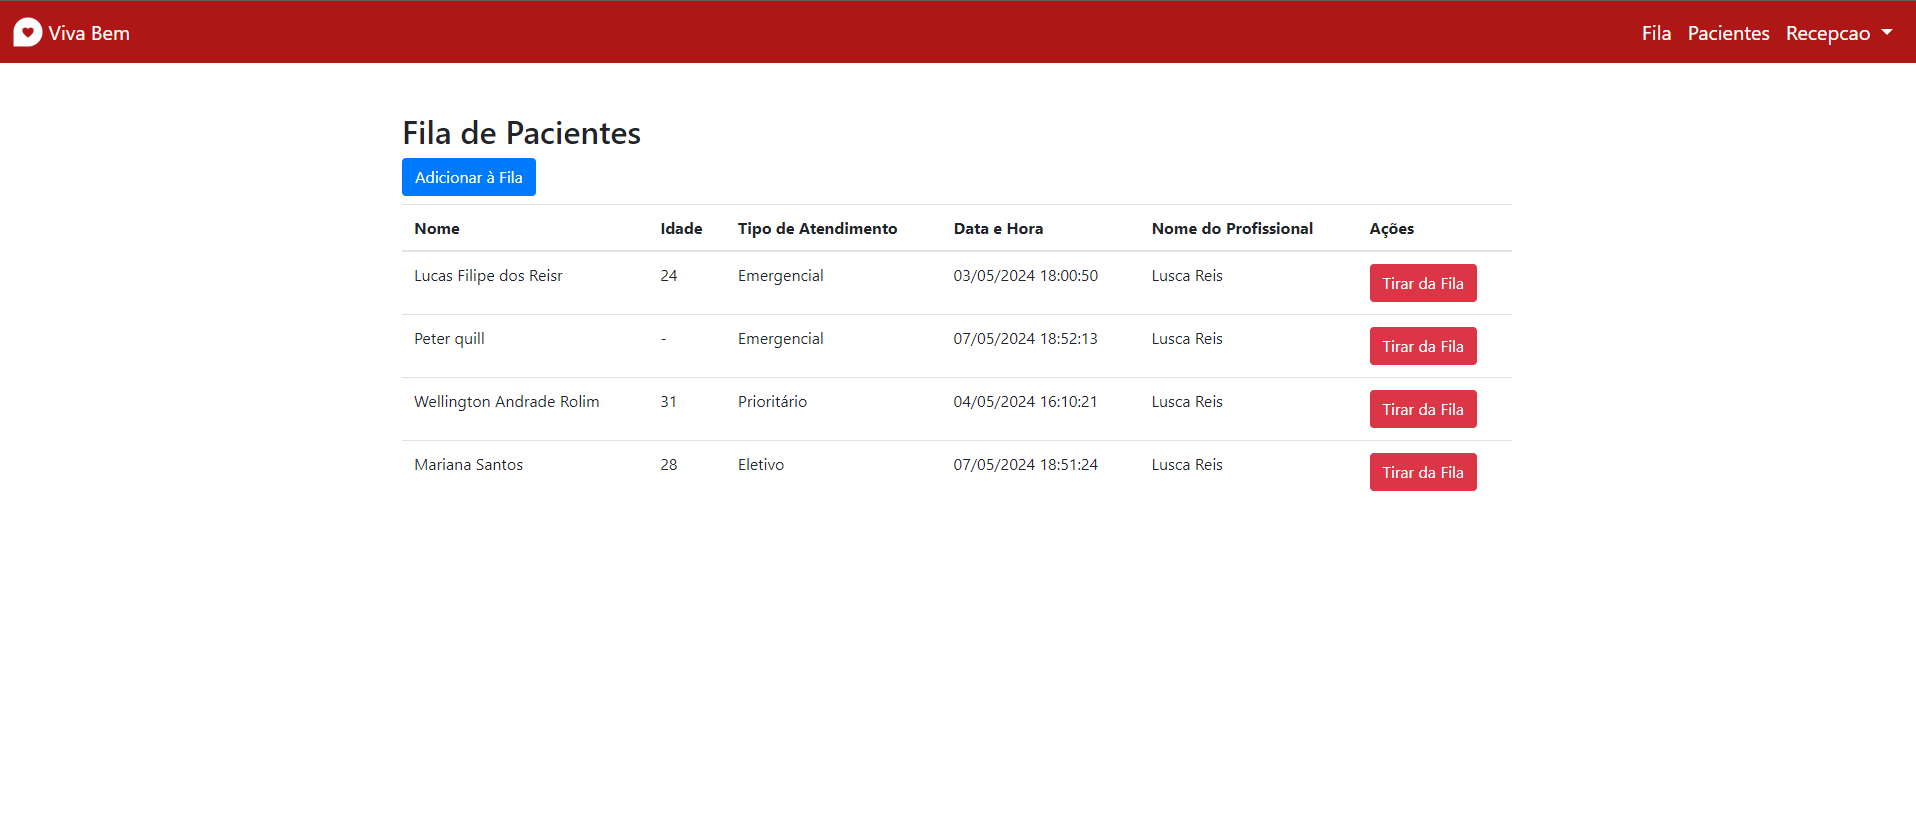 Viva Bem Fila Pacientes Recepcao
Fila de Pacientes
Adicionar à Fila
Nome Idade Tipo de Atendimento Data e Hora Nome do Profissional Ações
Lucas Filipe dos Reisr 24 Emergencial 03/05/2024 18:00:50 Lusca Reis Tirar da Fila
Peter quill - Emergencial 07/05/2024 18:52:13 Lusca Reis Tirar da Fila
Wellington Andrade Rolim 31 Prioritário 04/05/2024 16:10:21 Lusca Reis Tirar da Fila
Mariana Santos 28 Eletivo 07/05/2024 18:51:24 Lusca Reis Tirar da Fila